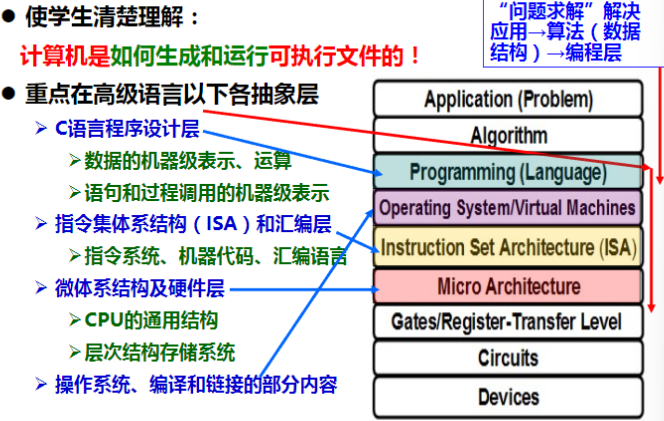 ● 使学生清楚理解：
计算机是如何生成和运行可执行文件的！
● 重点在高级语言以下各抽象层
➢ C语言程序设计层
➢数据的机器级表示、运算
➢语句和过程调用的机器级表示
➢ 指令集体系结构（ISA）和汇编层
➢指令系统、机器代码、汇编语言
➢ 微体系结构及硬件层
➢CPU的通用结构
➢层次结构存储系统
➢ 操作系统、编译和链接的部分内容
“问题求解”解决
应用→算法（数据
结构）→编程层
Application (Problem)
Algorithm
Programming (Language)
Operating System/Virtual Machines
Instruction Set Architecture (ISA)
Micro Architecture
Gates/Register-Transfer Level
Circuits
Devices